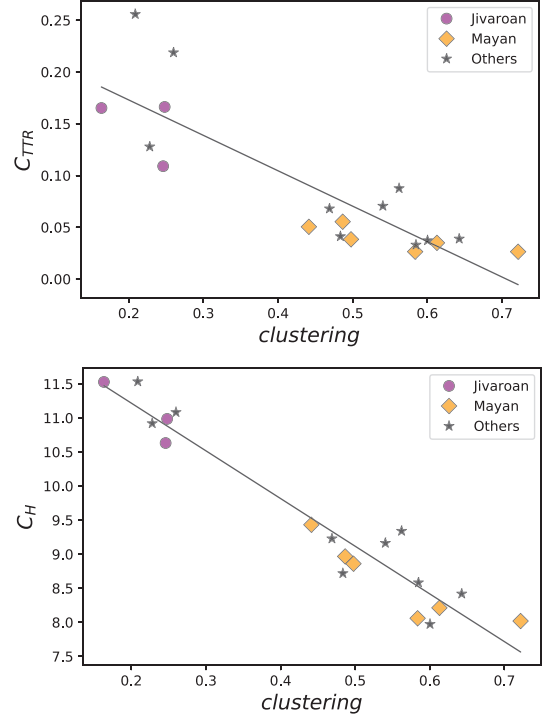 0.25
0.20
0.15
0.10
0.05
0.00
C_TTR
Jivaroan
Mayan
Others
0.2 0.3 0.4 0.5 0.6 0.7
clustering
11.5
11.0
10.5
10.0
9.5
9.0
8.5
8.0
7.5
C_H
Jivaroan
Mayan
Others
0.2 0.3 0.4 0.5 0.6 0.7
clustering